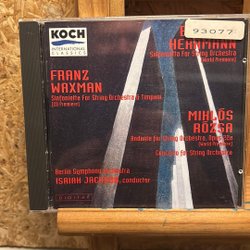 KOCH
INTERNATIONAL
CLASSICS
93077
HERRMANN
Sinfonietta For String Orchestra
(World Premiere)
FRANZ
WAXMAN
Sinfonietta For String Orchestra & Timpani
(CD Premiere)
MIKLÓS
RÓZSA
Andante for String Orchestra, Opus 22a
(World Premiere)
Concerto for String Orchestra
Berlin Symphony Orchestra
ISAIAH JACKSON, conductor
DIGITAL